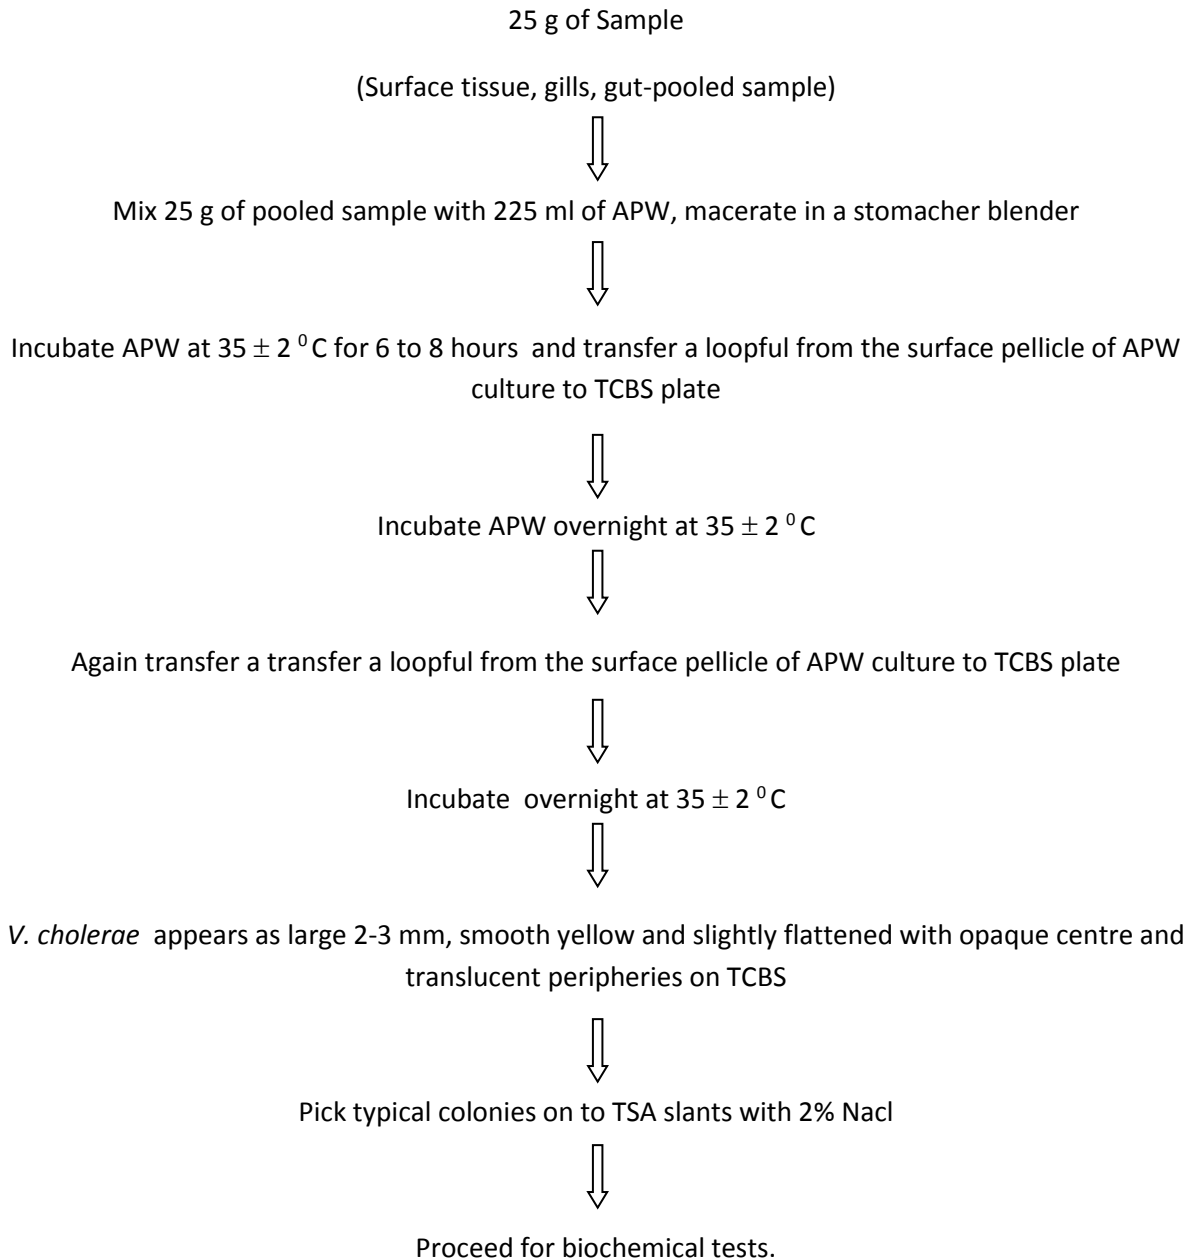 25 g of Sample
(Surface tissue, gills, gut-pooled sample)
Mix 25 g of pooled sample with 225 ml of APW, macerate in a stomacher blender
Incubate APW at 35 ± 2 ⁰ C for 6 to 8 hours and transfer a loopful from the surface pellicle of APW
culture to TCBS plate
Incubate APW overnight at 35 ± 2 ⁰ C
Again transfer a transfer a loopful from the surface pellicle of APW culture to TCBS plate
Incubate overnight at 35 ± 2 ⁰ C
V. cholerae appears as large 2-3 mm, smooth yellow and slightly flattened with opaque centre and
translucent peripheries on TCBS
Pick typical colonies on to TSA slants with 2% Nacl
Proceed for biochemical tests.